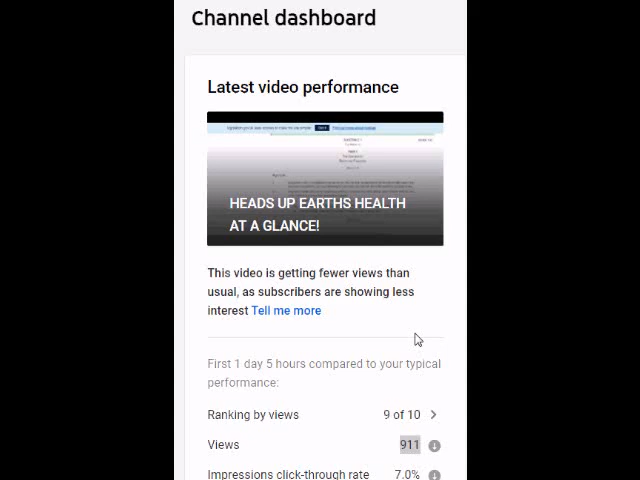 Channel dashboard
Latest video performance
HEADS UP EARTHS HEALTH
AT A GLANCE!
This video is getting fewer views than
usual, as subscribers are showing less
interest Tell me more
First 1 day 5 hours compared to your typical
performance:
Ranking by views 9 of 10
Views 911
Impressions click-through rate 7.0%